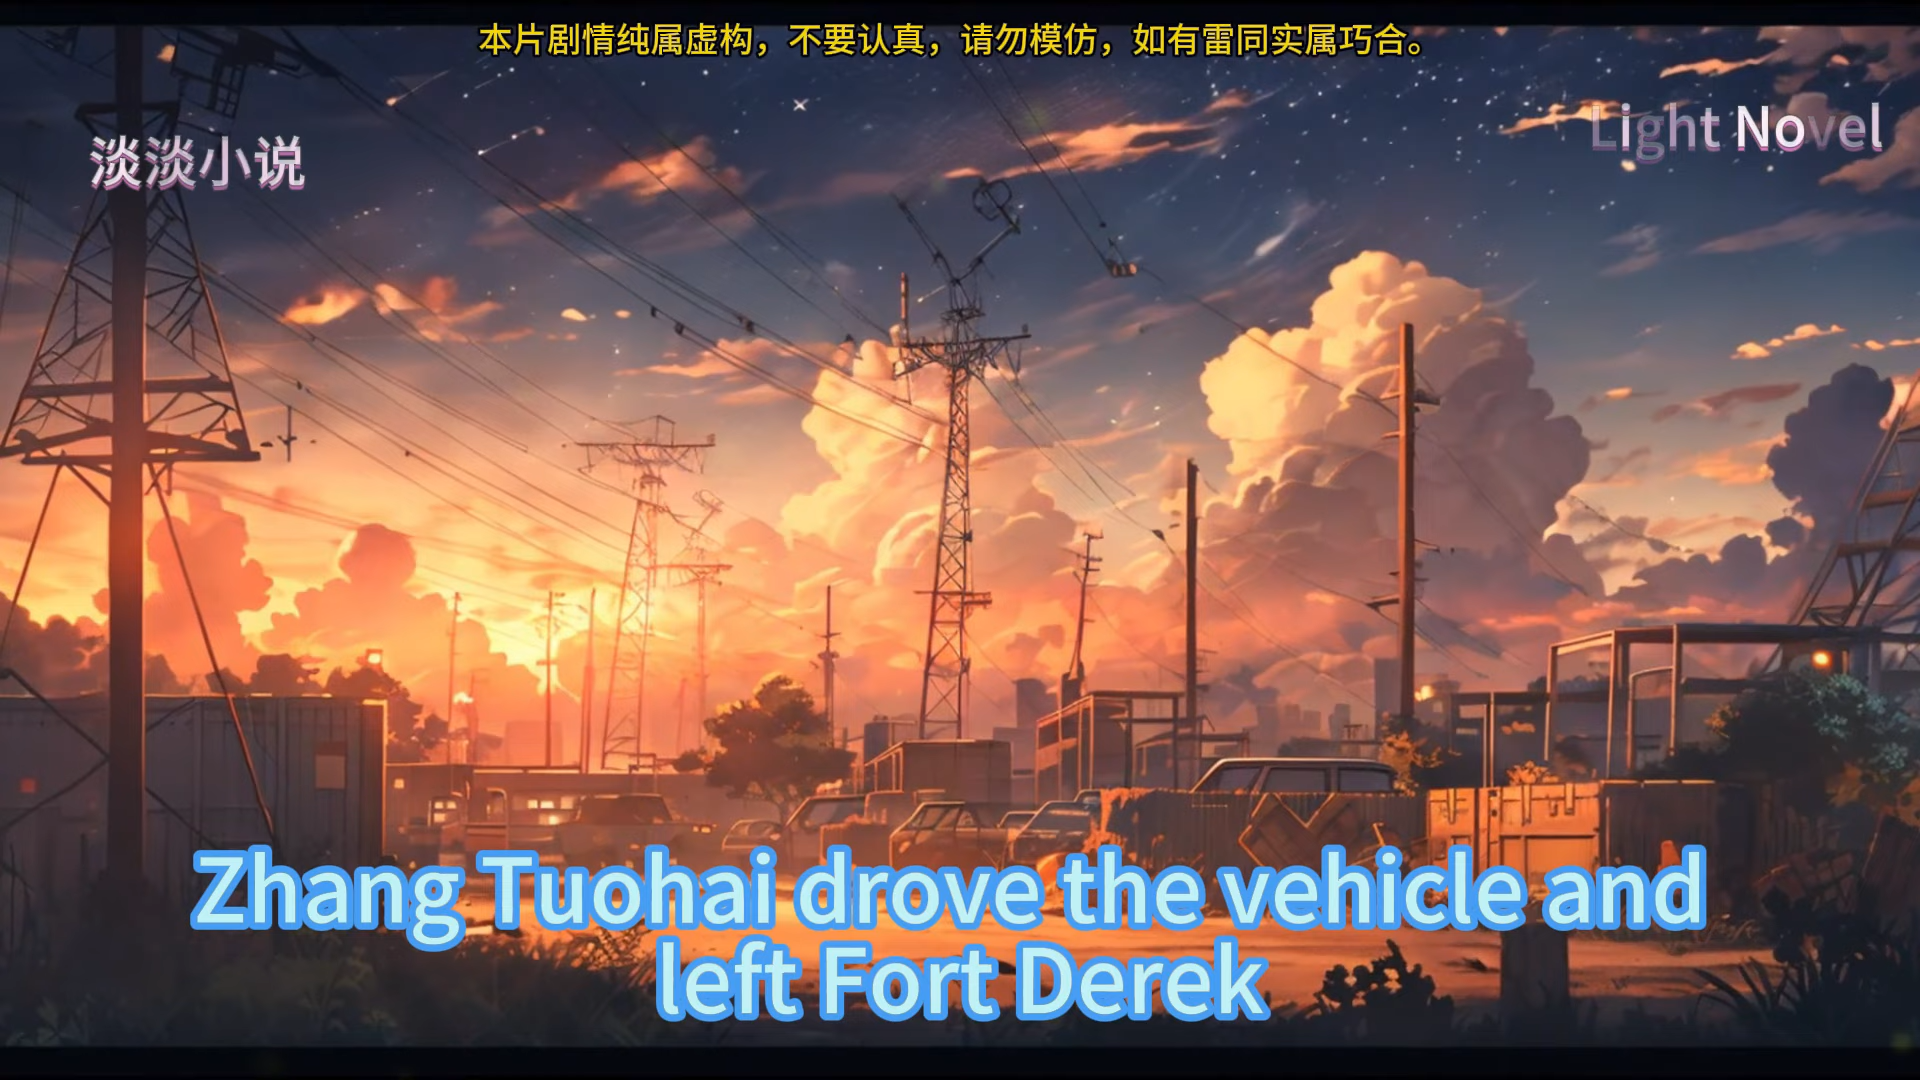 本片剧情纯属虚构，不要认真，请勿模仿，如有雷同实属巧合。
淡淡小说
Light Novel
Zhang Tuohai drove the vehicle and
left Fort Derek